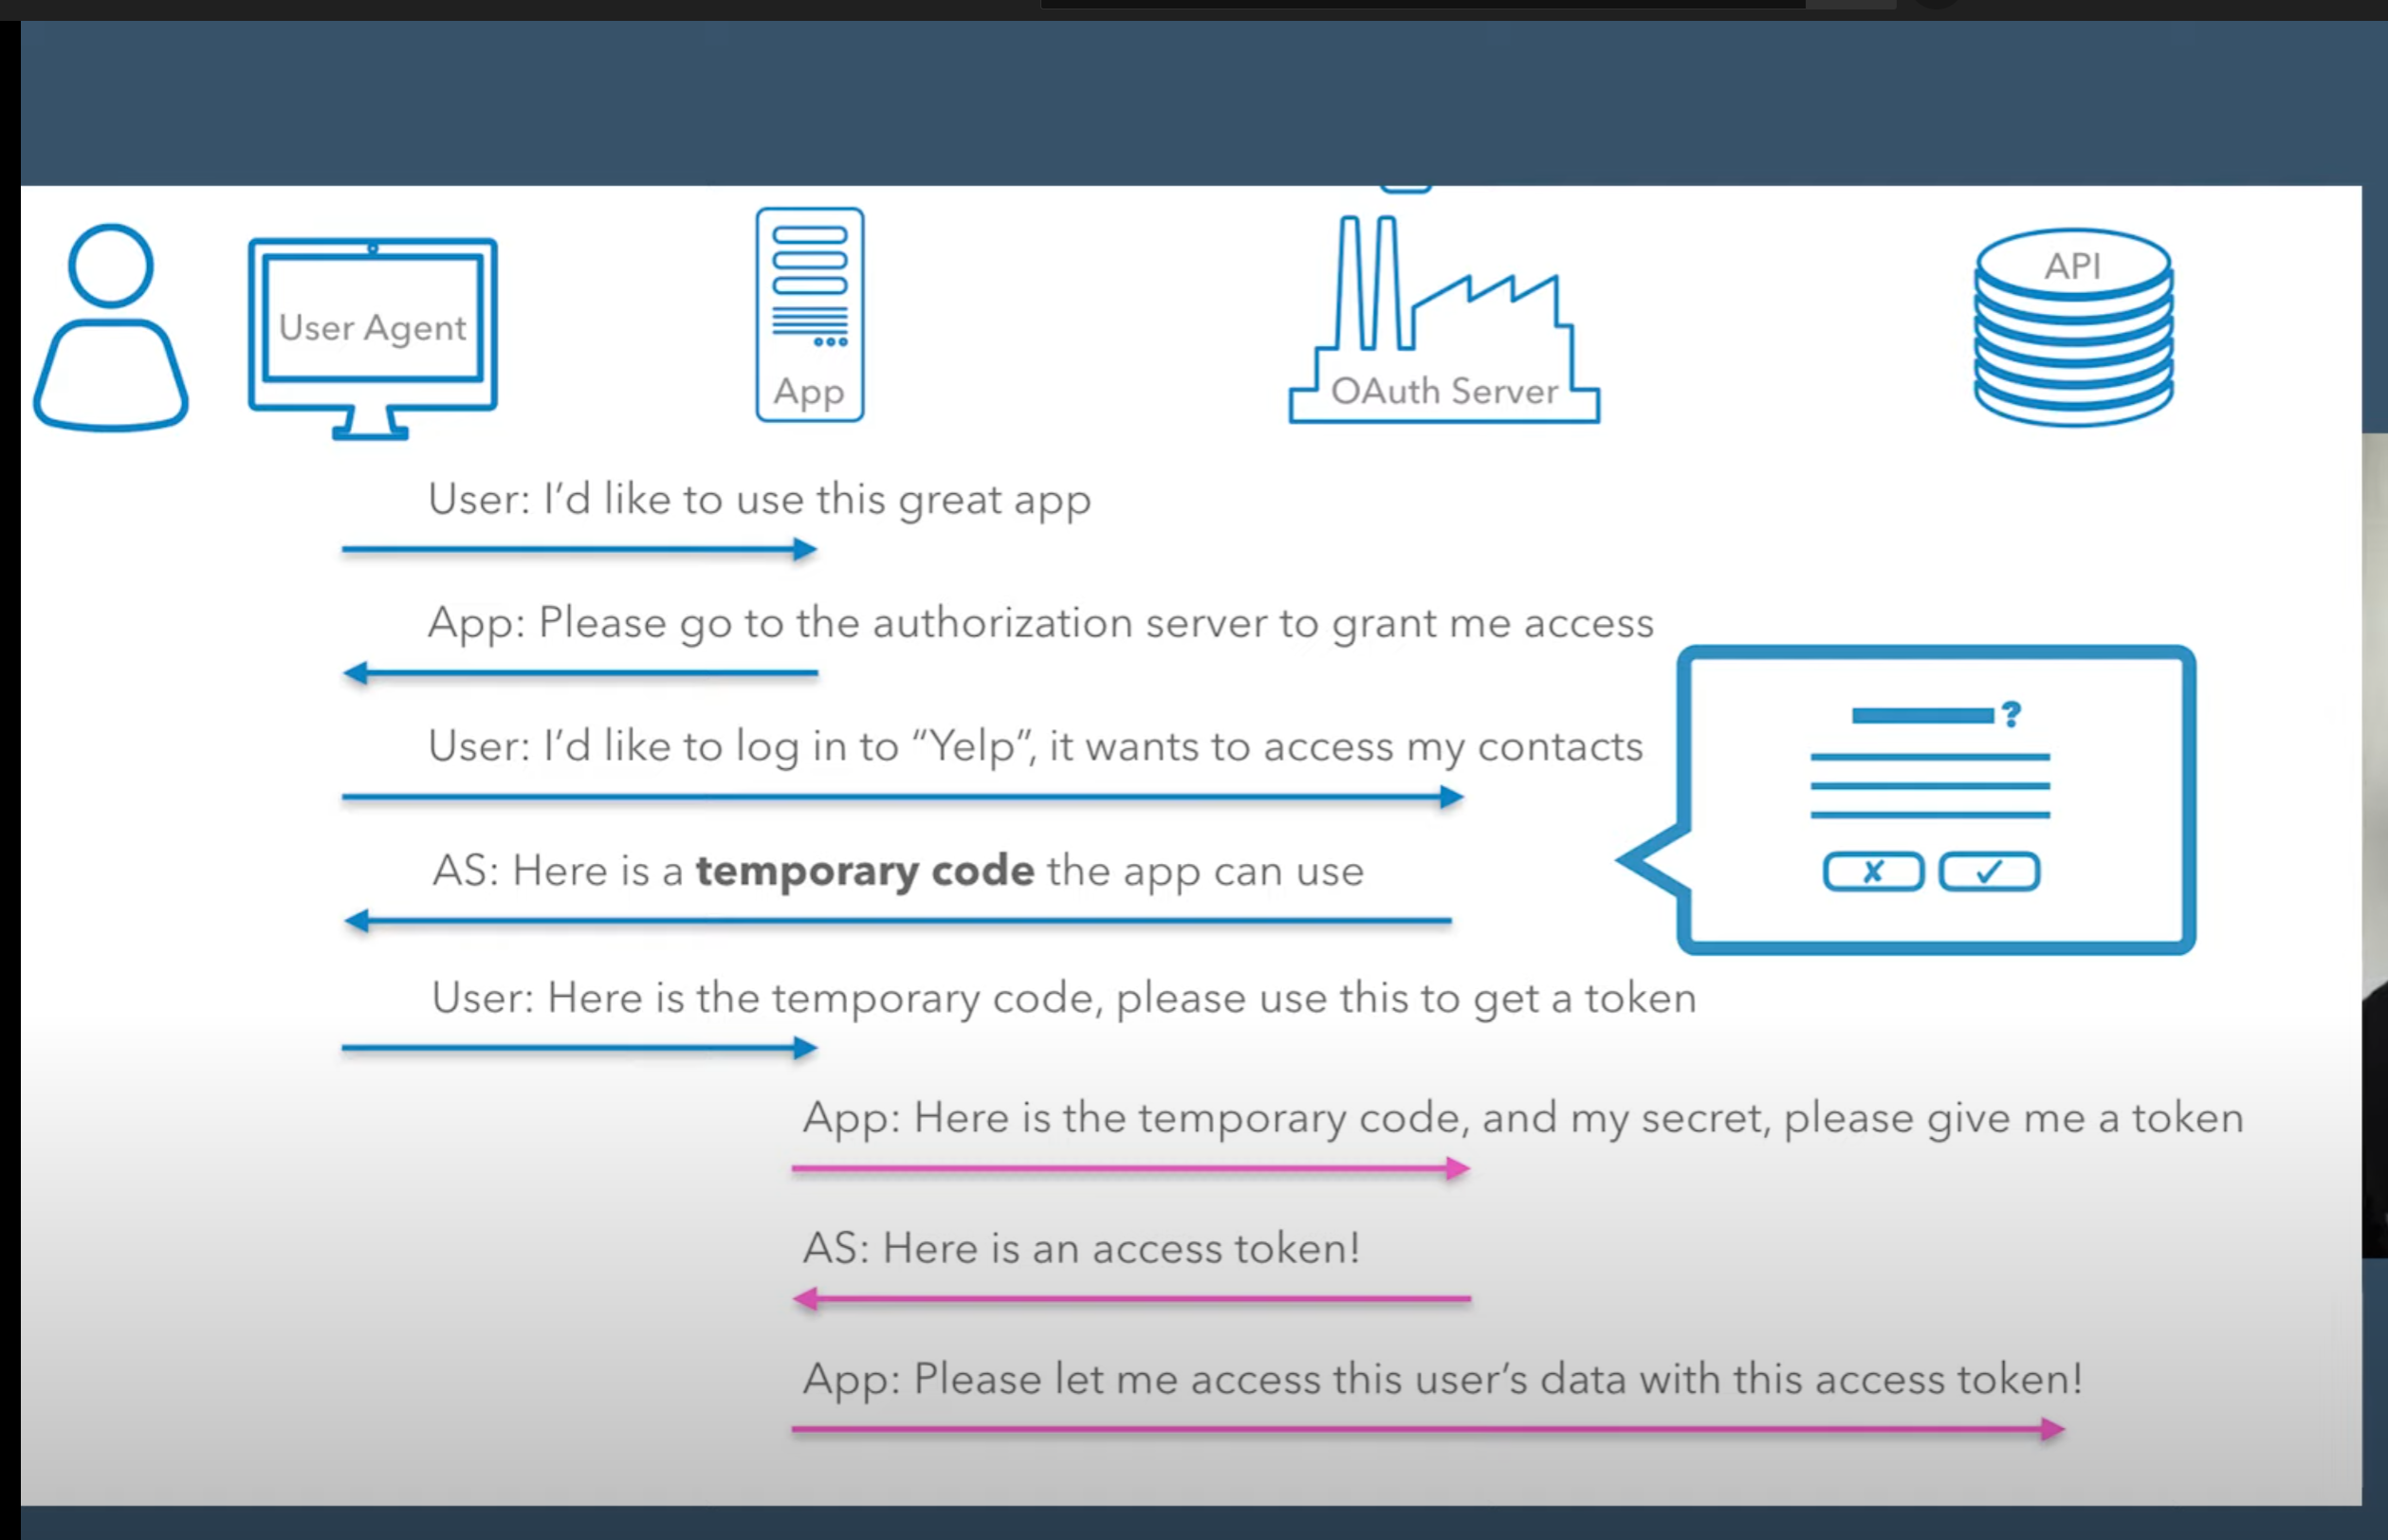 User Agent
App
OAuth Server
API
User: I’d like to use this great app
App: Please go to the authorization server to grant me access
User: I’d like to log in to “Yelp”, it wants to access my contacts
?
AS: Here is a temporary code the app can use
User: Here is the temporary code, please use this to get a token
App: Here is the temporary code, and my secret, please give me a token
AS: Here is an access token!
App: Please let me access this user’s data with this access token!